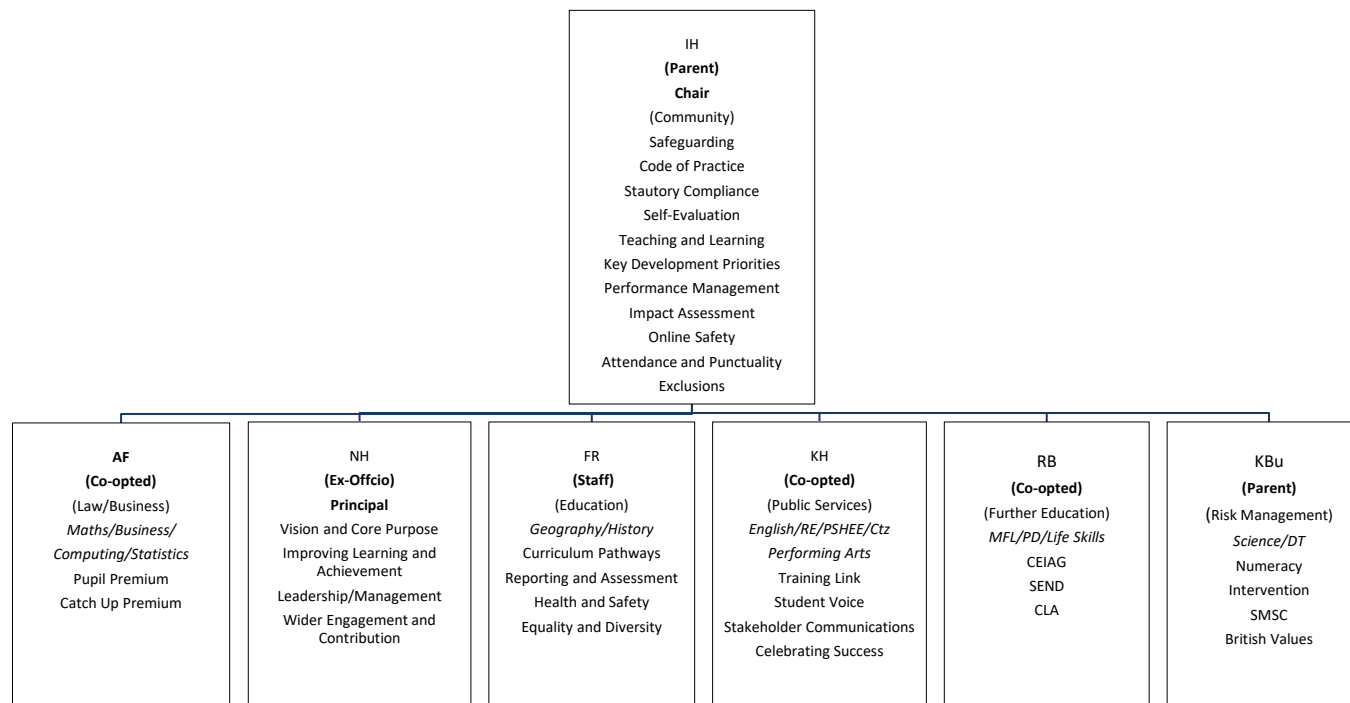 IH
(Parent)
Chair
(Community)
Safeguarding
Code of Practice
Stautory Compliance
Self-Evaluation
Teaching and Learning
Key Development Priorities
Performance Management
Impact Assessment
Online Safety
Attendance and Punctuality
Exclusions
AF
(Co-opted)
(Law/Business)
Maths/Business/
Computing/Statistics
Pupil Premium
Catch Up Premium
NH
(Ex-Offcio)
Principal
Vision and Core Purpose
Improving Learning and
Achievement
Leadership/Management
Wider Engagement and
Contribution
FR
(Staff)
(Education)
Geography/History
Curriculum Pathways
Reporting and Assessment
Health and Safety
Equality and Diversity
KH
(Co-opted)
(Public Services)
English/RE/PSHEE/Ctz
Performing Arts
Training Link
Student Voice
Stakeholder Communications
Celebrating Success
RB
(Co-opted)
(Further Education)
MFL/PD/Life Skills
CEIAG
SEND
CLA
KBu
(Parent)
(Risk Management)
Science/DT
Numeracy
Intervention
SMSC
British Values